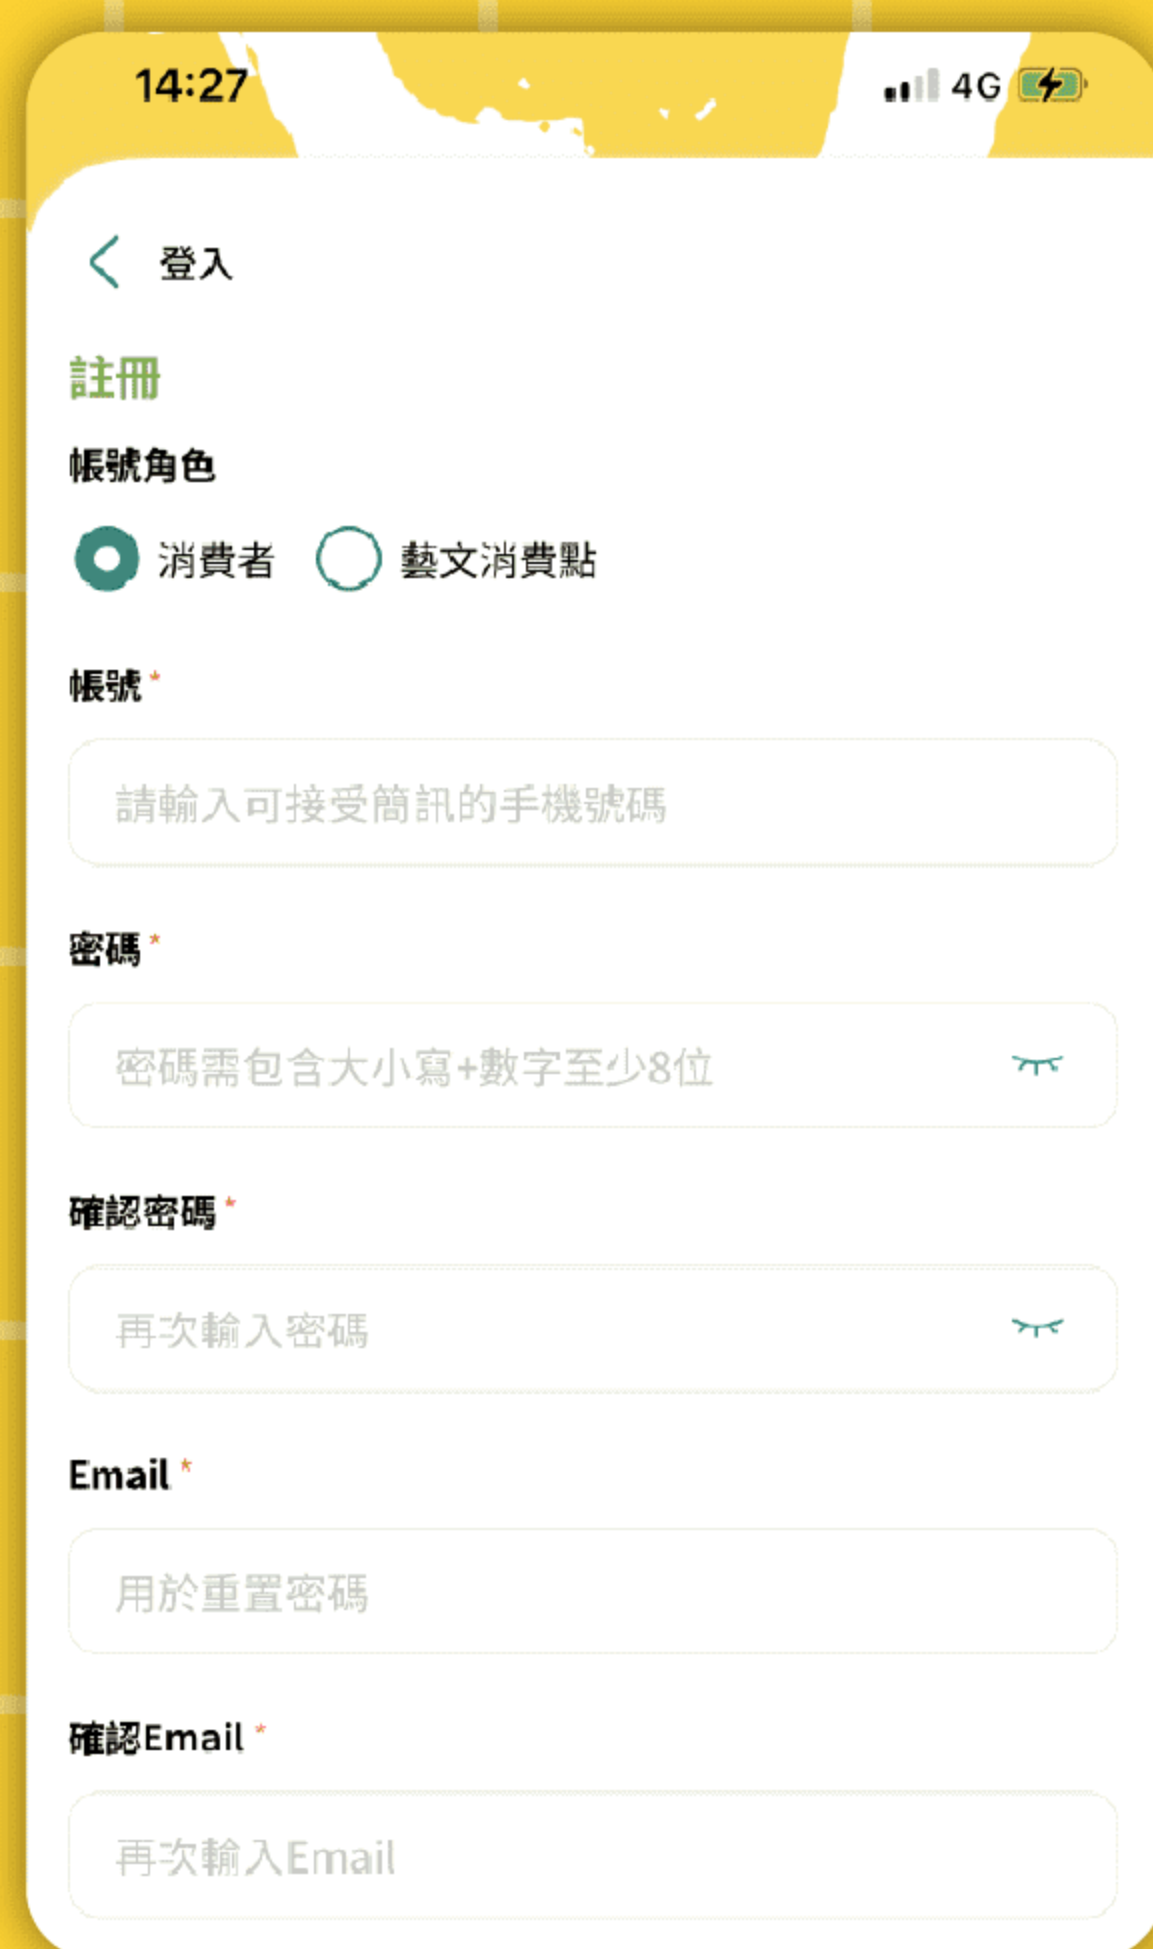 14:27 4G
登入
註冊
帳號角色
消費者 藝文消費點
帳號*
請輸入可接受簡訊的手機號碼
密碼*
密碼需包含大小寫+數字至少8位
確認密碼*
再次輸入密碼
Email*
用於重置密碼
確認Email*
再次輸入Email